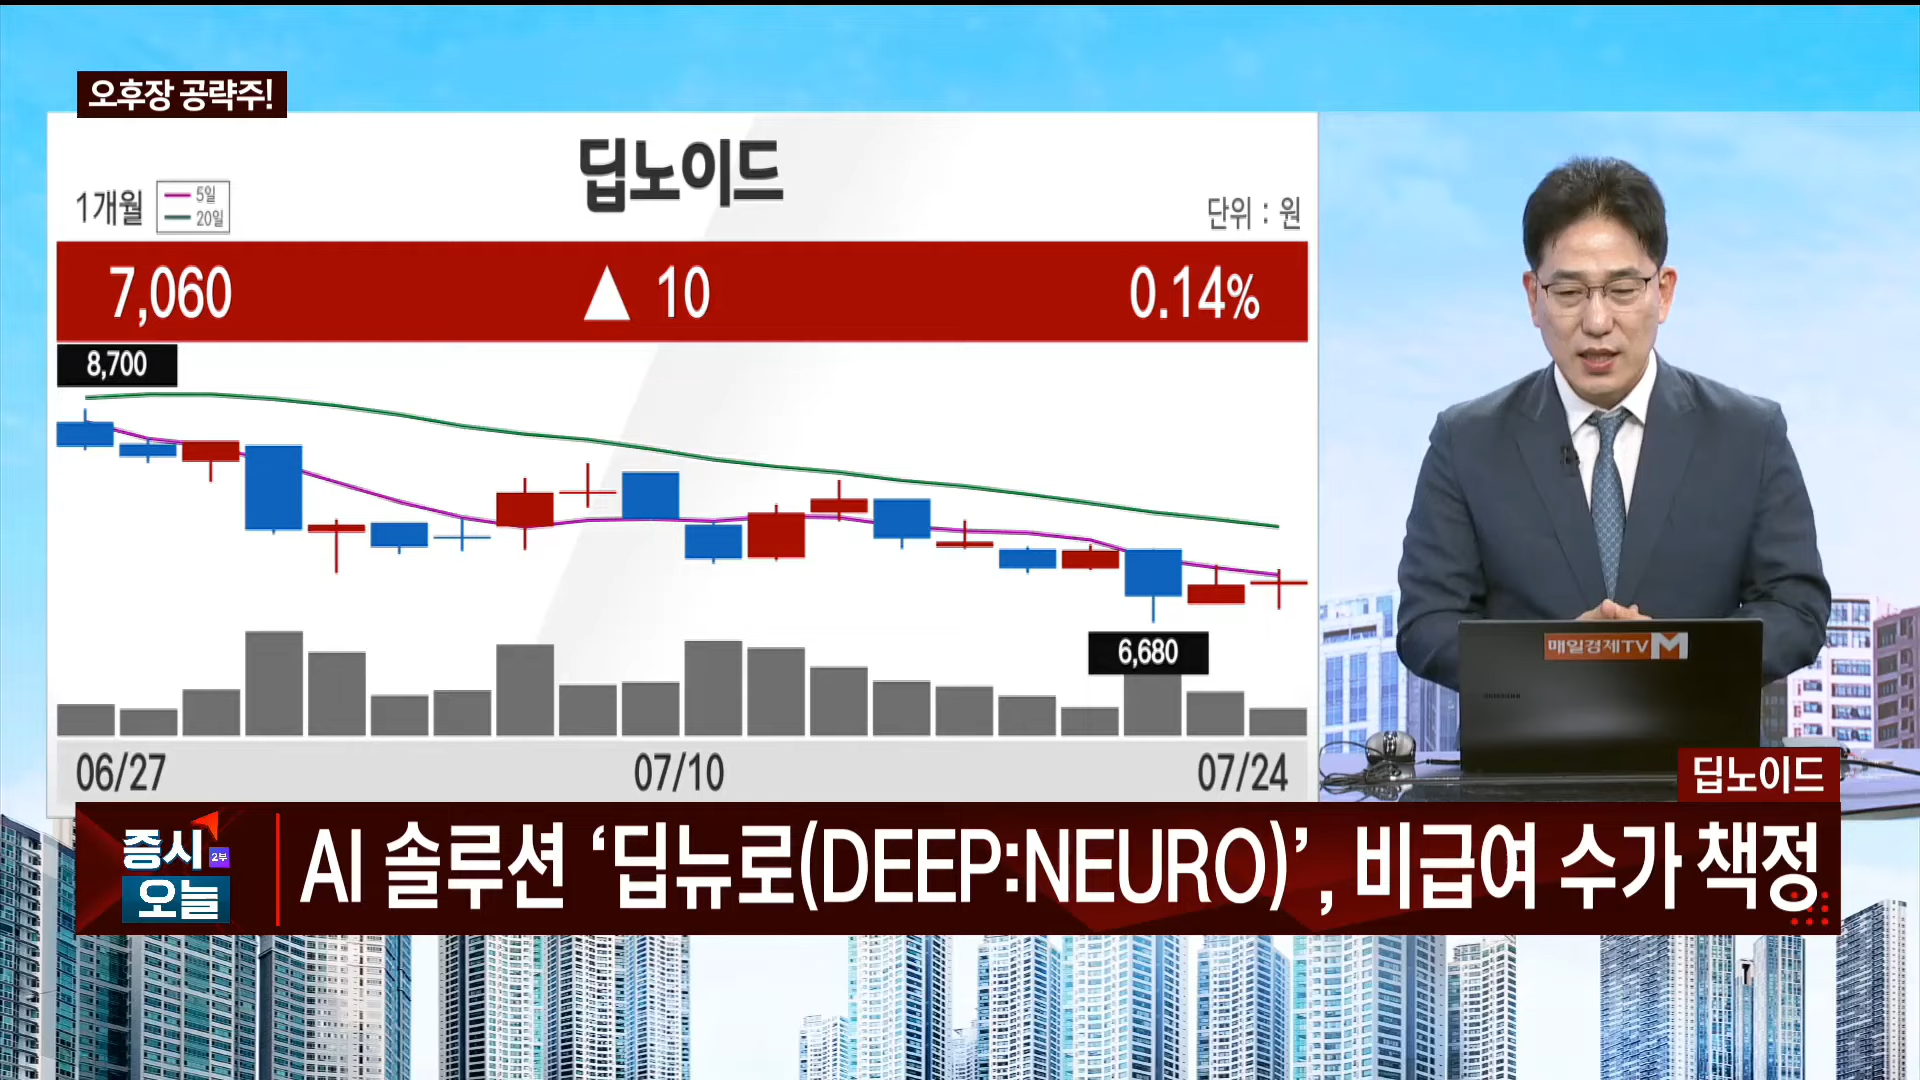 오후장 공략주!
딥노이드
1개월
5일
20일
단위 : 원
7,060 ▲ 10 0.14%
8,700
6,680
06/27 07/10 07/24
매일경제TV M
SAMSUNG
딥노이드
증시 2부
오늘
AI 솔루션 ‘딥뉴로(DEEP:NEURO)’, 비급여 수가 책정